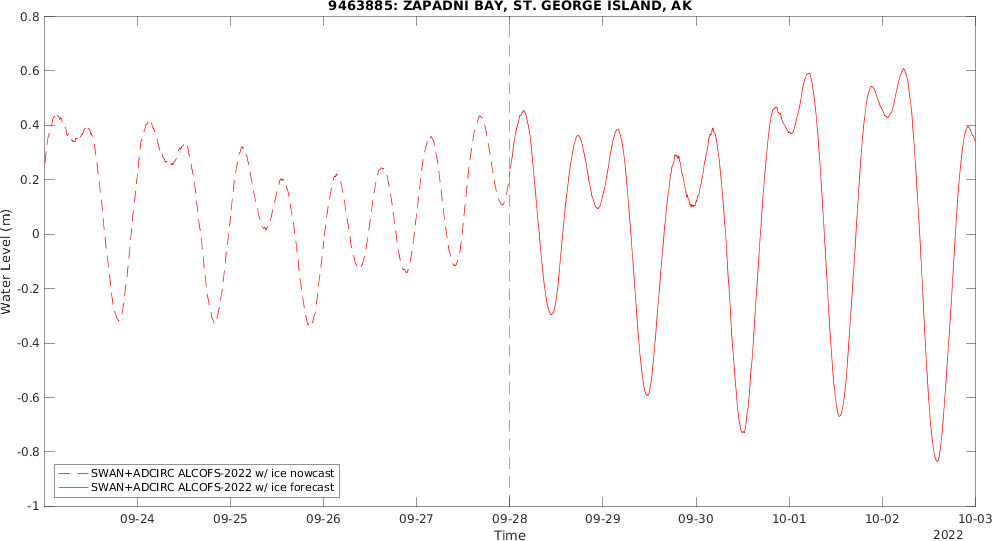 9463885: ZAPADNI BAY, ST. GEORGE ISLAND, AK
0.8
0.6
0.4
0.2
0
-0.2
-0.4
-0.6
-0.8
-1
Water Level (m)
SWAN+ADCIRC ALCOFS-2022 w/ ice nowcast
SWAN+ADCIRC ALCOFS-2022 w/ ice forecast
09-24 09-25 09-26 09-27 09-28 09-29 09-30 10-01 10-02 10-03
Time
2022